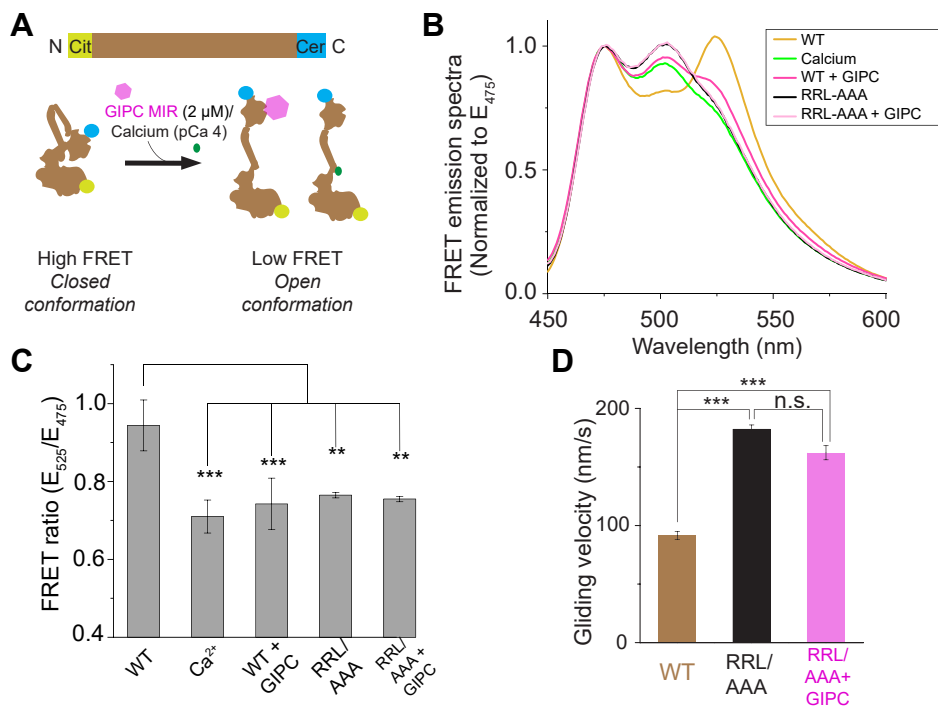 A
N Cit Cer C
GIPC MIR (2 μM)/
Calcium (pCa 4)
High FRET
Closed
conformation
Low FRET
Open
conformation
B
FRET emission spectra
(Normalized to E475)
1.0
0.5
0.0
450
500
550
600
Wavelength (nm)
WT
Calcium
WT + GIPC
RRL-AAA
RRL-AAA + GIPC
C
FRET ratio (E525/E475)
1.0
0.8
0.6
0.4
***
***
**
**
WT
Ca2+
WT +
GIPC
RRL/
AAA
RRL/
AAA +
GIPC
D
Gliding velocity (nm/s)
200
100
0
***
***
n.s.
WT
RRL/
AAA
RRL/
AAA+
GIPC